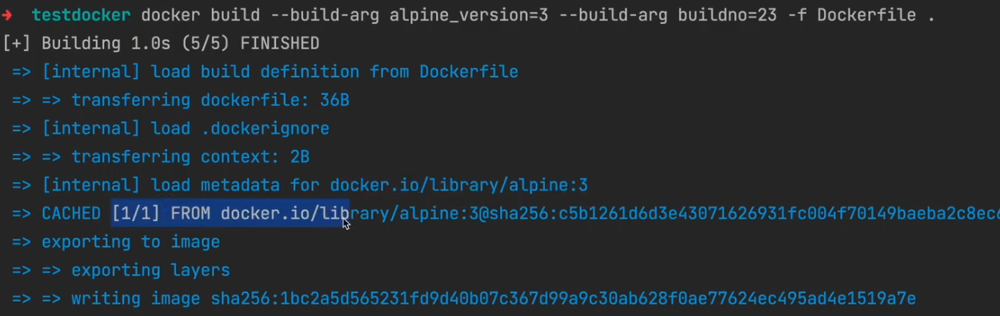 ➜ testdocker docker build --build-arg alpine_version=3 --build-arg buildno=23 -f Dockerfile .
[+] Building 1.0s (5/5) FINISHED
=> [internal] load build definition from Dockerfile
=> => transferring dockerfile: 36B
=> [internal] load .dockerignore
=> => transferring context: 2B
=> [internal] load metadata for docker.io/library/alpine:3
=> CACHED [1/1] FROM docker.io/library/alpine:3@sha256:c5b1261d6d3e43071626931fc004f70149baeba2c8ec6
=> exporting to image
=> => exporting layers
=> => writing image sha256:1bc2a5d565231fd9d40b07c367d99a9c30ab628f0ae77624ec495ad4e1519a7e